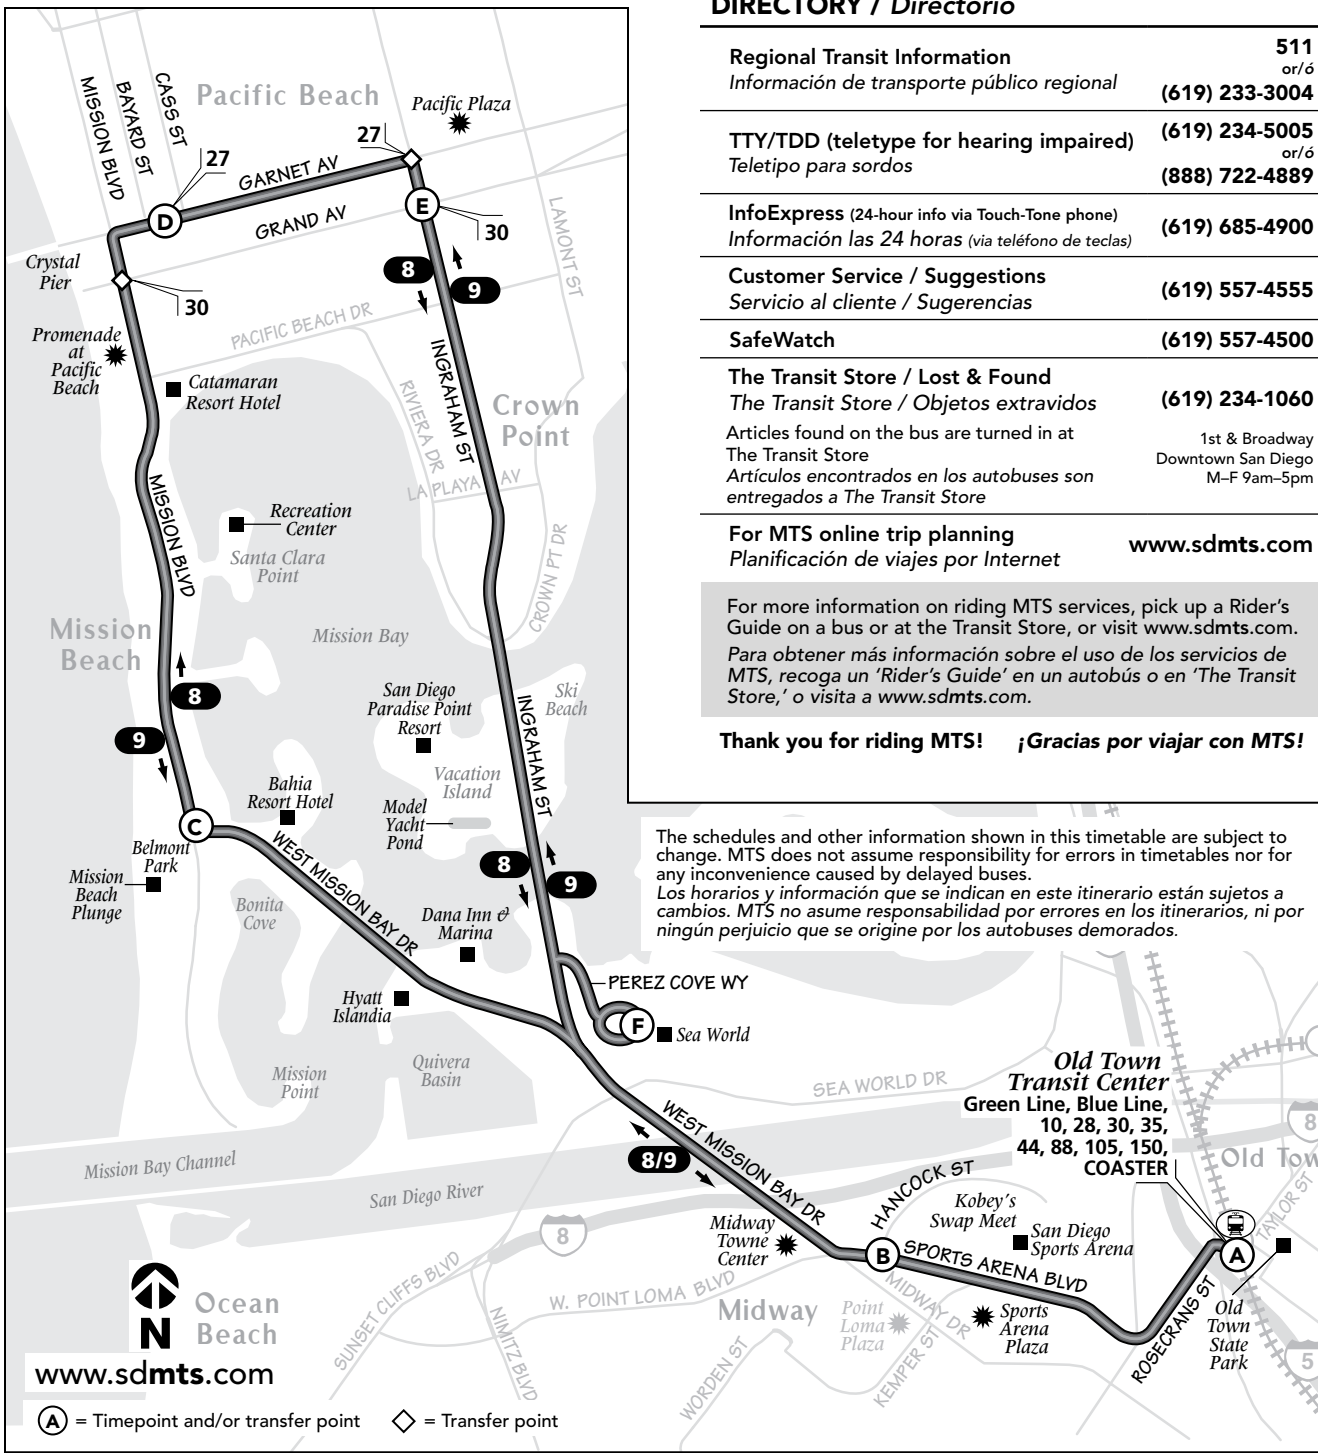 DIRECTORY / Directorio
Regional Transit Information
Información de transporte público regional
511
or/ó
(619) 233-3004
TTY/TDD (teletype for hearing impaired)
Teletipo para sordos
(619) 234-5005
or/ó
(888) 722-4889
InfoExpress (24-hour info via Touch-Tone phone)
Información las 24 horas (via teléfono de teclas)
(619) 685-4900
Customer Service / Suggestions
Servicio al cliente / Sugerencias
(619) 557-4555
SafeWatch
(619) 557-4500
The Transit Store / Lost & Found
The Transit Store / Objetos extravidos
(619) 234-1060
Articles found on the bus are turned in at
The Transit Store
Artículos encontrados en los autobuses son
entregados a The Transit Store
1st & Broadway
Downtown San Diego
M–F 9am–5pm
For MTS online trip planning
Planificación de viajes por Internet
www.sdmts.com
For more information on riding MTS services, pick up a Rider's
Guide on a bus or at the Transit Store, or visit www.sdmts.com.
Para obtener más información sobre el uso de los servicios de
MTS, recoga un 'Rider's Guide' en un autobús o en 'The Transit
Store,' o visita a www.sdmts.com.
Thank you for riding MTS! ¡Gracias por viajar con MTS!
The schedules and other information shown in this timetable are subject to
change. MTS does not assume responsibility for errors in timetables nor for
any inconvenience caused by delayed buses.
Los horarios y información que se indican en este itinerario están sujetos a
cambios. MTS no asume responsabilidad por errores en los itinerarios, ni por
ningún perjuicio que se origine por los autobuses demorados.
MISSION BLVD
BAYARD ST
CASS ST
Pacific Beach
Pacific Plaza
27
27
GARNET AV
D
E
GRAND AV
30
LAMONT ST
Crystal
Pier
30
8
9
PACIFIC BEACH DR
Promenade
at
Pacific
Beach
Catamaran
Resort Hotel
RIVIERA DR
INGRAHAM ST
Crown
Point
LA PLAYA AV
MISSION BLVD
Recreation
Center
Santa Clara
Point
CROWN PT DR
Mission
Beach
Mission Bay
8
9
San Diego
Paradise Point
Resort
Ski
Beach
INGRAHAM ST
Vacation
Island
Bahia
Resort Hotel
Model
Yacht
Pond
C
Belmont
Park
Mission
Beach
Plunge
WEST MISSION BAY DR
8
9
Bonita
Cove
Dana Inn &
Marina
PEREZ COVE WY
Hyatt
Islandia
F
Sea World
Mission
Point
Quivera
Basin
SEA WORLD DR
Old Town
Transit Center
Green Line, Blue Line,
10, 28, 30, 35,
44, 88, 105, 150,
COASTER
8
Old Tow
TAYLOR ST
WEST MISSION BAY DR
8/9
Mission Bay Channel
San Diego River
8
HANCOCK ST
Kobey's
Swap Meet
San Diego
Sports Arena
Midway
Towne
Center
B
SPORTS ARENA BLVD
A
SUNSET CLIFFS BLVD
NIMITZ BLVD
W. POINT LOMA BLVD
Midway
MIDWAY DR
Point
Loma
Plaza
Sports
Arena
Plaza
ROSECRANS ST
Old
Town
State
Park
5
WORDEN ST
KEMPER ST
Ocean
Beach
N
www.sdmts.com
A = Timepoint and/or transfer point = Transfer point